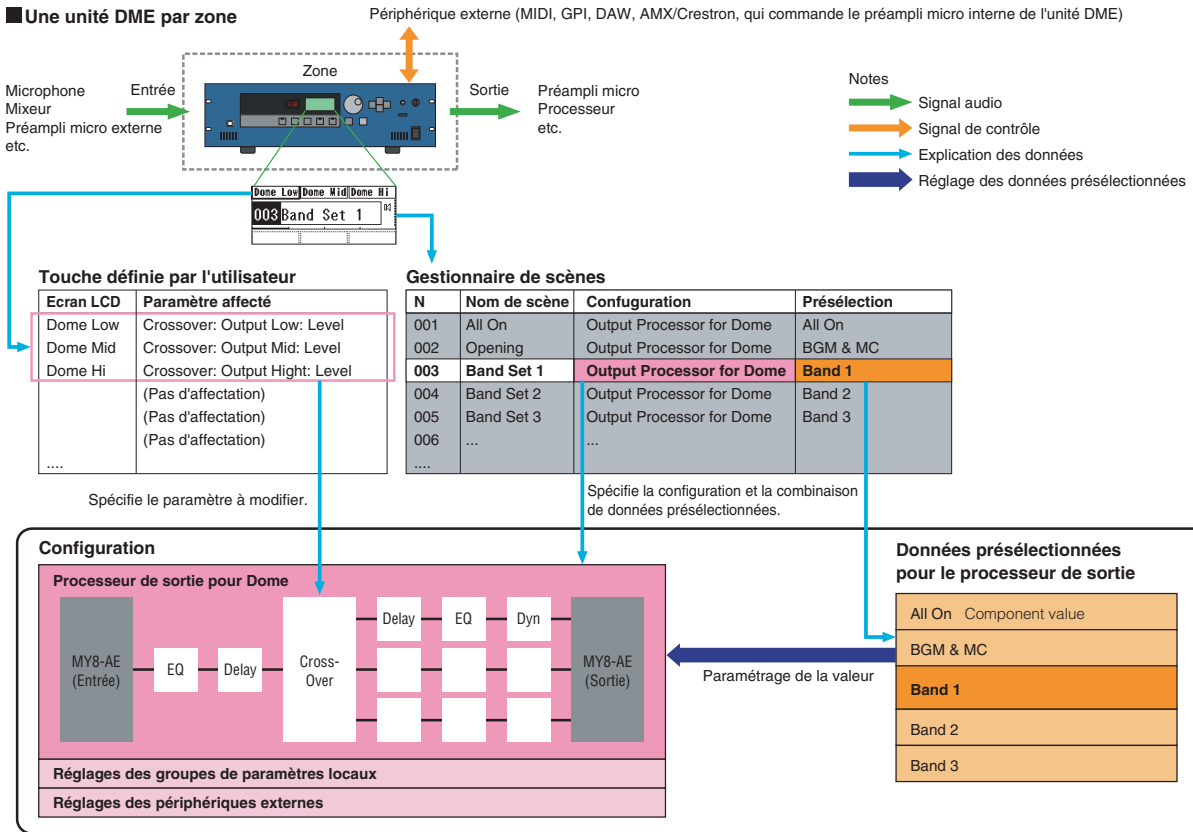 Une unité DME par zone
Périphérique externe (MIDI, GPI, DAW, AMX/Crestron, qui commande le préampli micro interne de l'unité DME)
Zone
Microphone
Mixeur
Préampli micro externe
etc.
Entrée
Sortie
Préampli micro
Processeur
etc.
Notes
Signal audio
Signal de contrôle
Explication des données
Réglage des données présélectionnées
Dome Low Dome Mid Dome Hi
003 Band Set 1
Touche définie par l'utilisateur
Ecran LCD Paramètre affecté
Dome Low Crossover: Output Low: Level
Dome Mid Crossover: Output Mid: Level
Dome Hi Crossover: Output Hight: Level
(Pas d'affectation)
(Pas d'affectation)
(Pas d'affectation)
....
Gestionnaire de scènes
N Nom de scène Confuguration Présélection
001 All On Output Processor for Dome All On
002 Opening Output Processor for Dome BGM & MC
003 Band Set 1 Output Processor for Dome Band 1
004 Band Set 2 Output Processor for Dome Band 2
005 Band Set 3 Output Processor for Dome Band 3
006 ... ...
....
Spécifie le paramètre à modifier.
Spécifie la configuration et la combinaison
de données présélectionnées.
Configuration
Processeur de sortie pour Dome
MY8-AE
(Entrée)
EQ
Delay
Cross-
Over
Delay
EQ
Dyn
MY8-AE
(Sortie)
Réglages des groupes de paramètres locaux
Réglages des périphériques externes
Paramétrage de la valeur
Données présélectionnées
pour le processeur de sortie
All On Component value
BGM & MC
Band 1
Band 2
Band 3